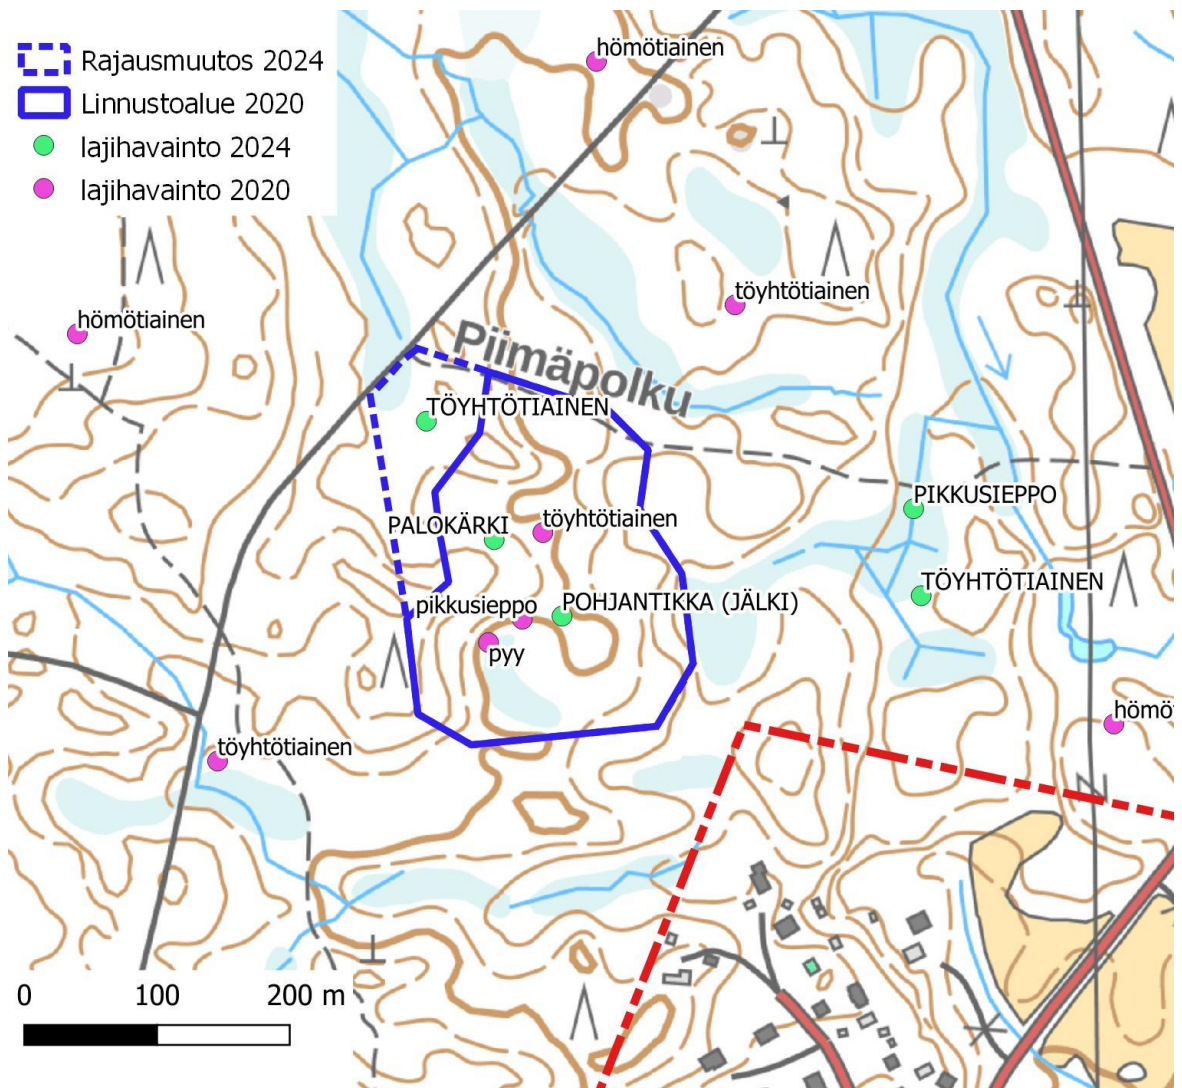 Rajausmuutos 2024
Linnustoalue 2020
lajihavainto 2024
lajihavainto 2020
hömötiainen
töyhtötiainen
hömötiainen
Piimäpolku
TÖYHTÖTIAINEN
PIKKUSIEPPO
töyhtötiainen
PALOKÄRKI
TÖYHTÖTIAINEN
POHJANTIKKA (JÄLKI)
pikkusieppo
pyy
hömöt
töyhtötiainen
0 100 200 m